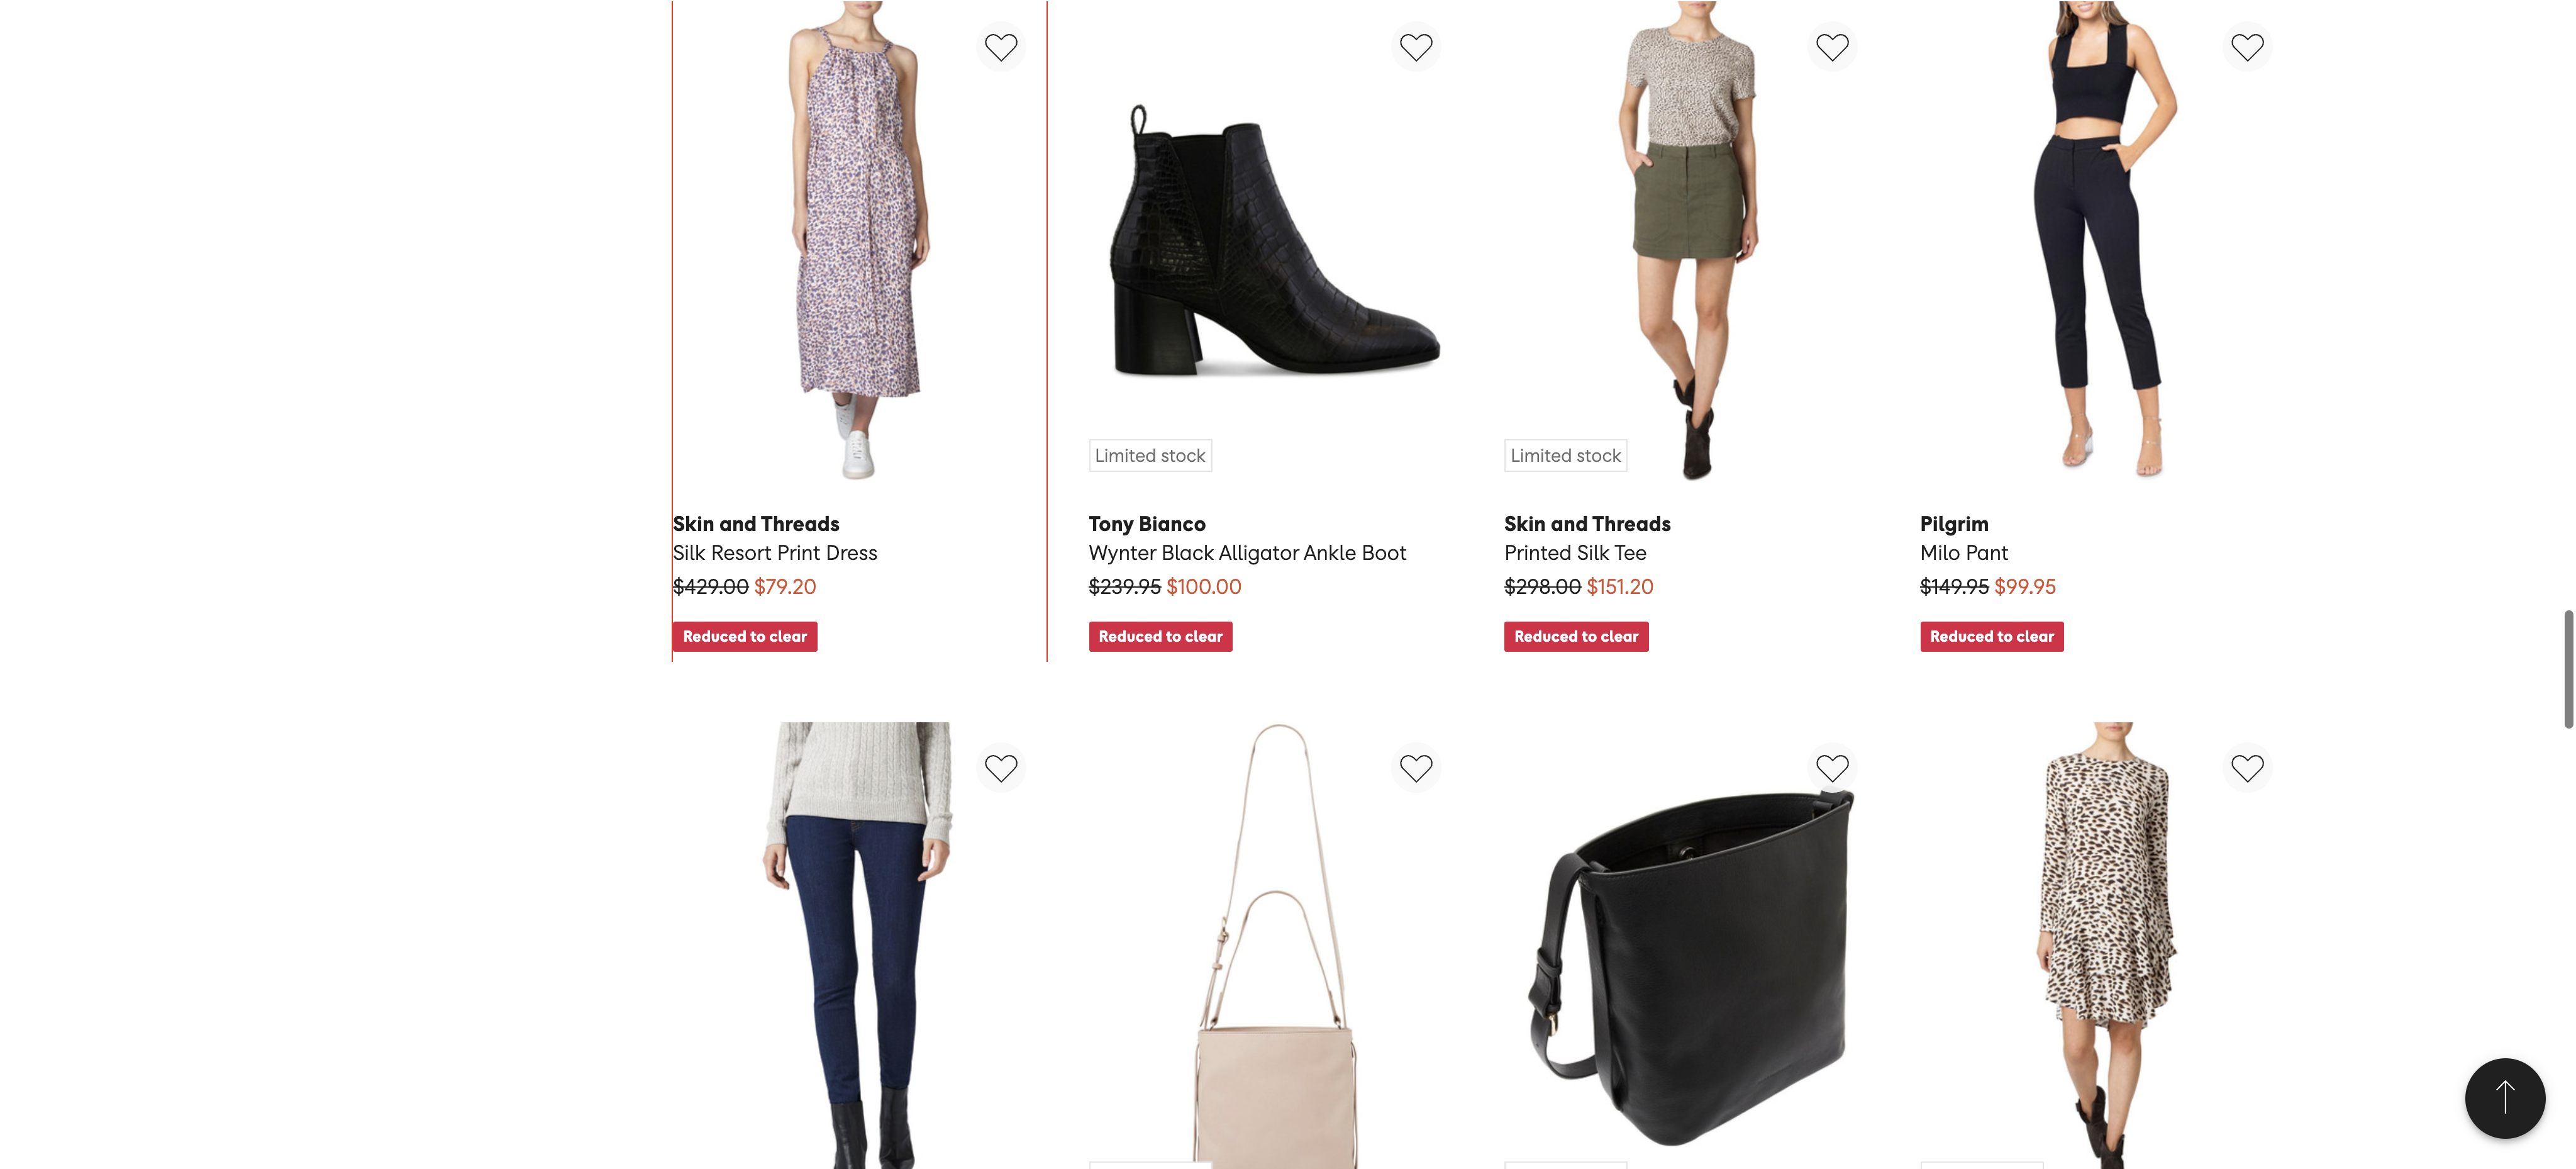 Limited stock
Limited stock
Skin and Threads
Silk Resort Print Dress
$429.00 $79.20
Reduced to clear
Tony Bianco
Wynter Black Alligator Ankle Boot
$239.95 $100.00
Reduced to clear
Skin and Threads
Printed Silk Tee
$298.00 $151.20
Reduced to clear
Pilgrim
Milo Pant
$149.95 $99.95
Reduced to clear